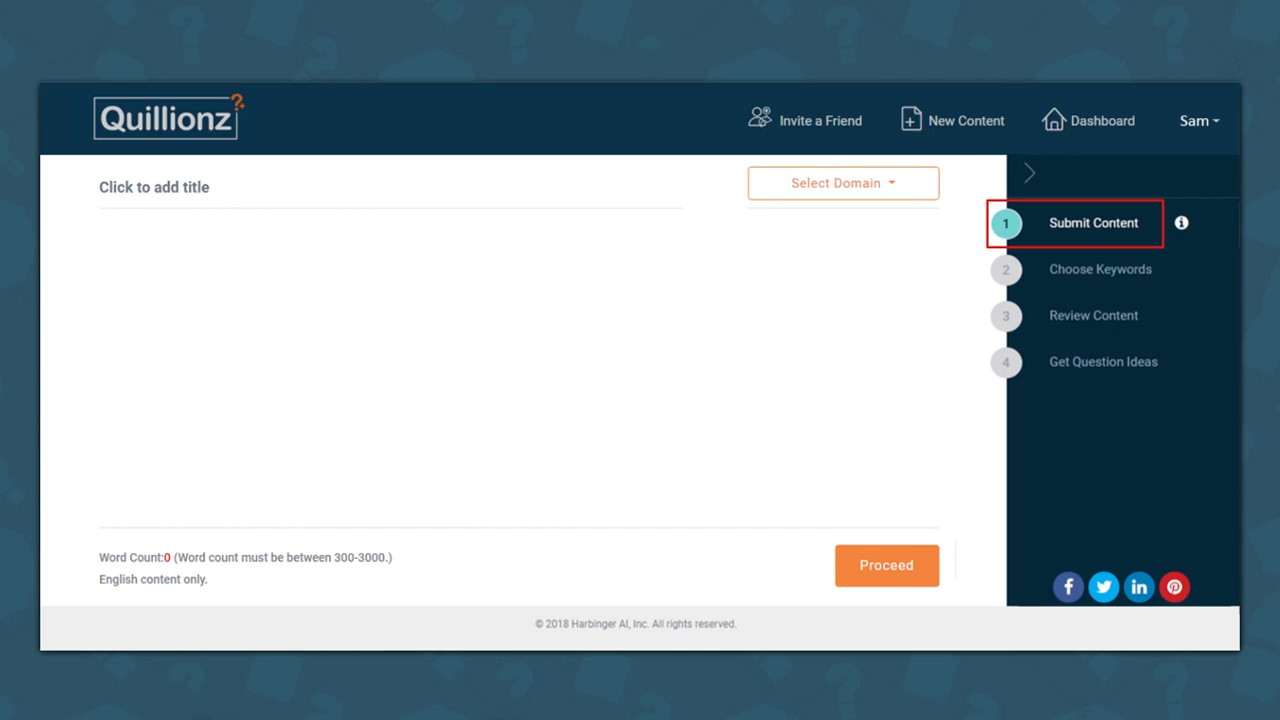 Quillionz
Invite a Friend
New Content
Dashboard
Sam
Click to add title
Select Domain
1 Submit Content
2 Choose Keywords
3 Review Content
4 Get Question Ideas
Word Count:0 (Word count must be between 300-3000.)
English content only.
Proceed
© 2018 Harbinger AI, Inc. All rights reserved.